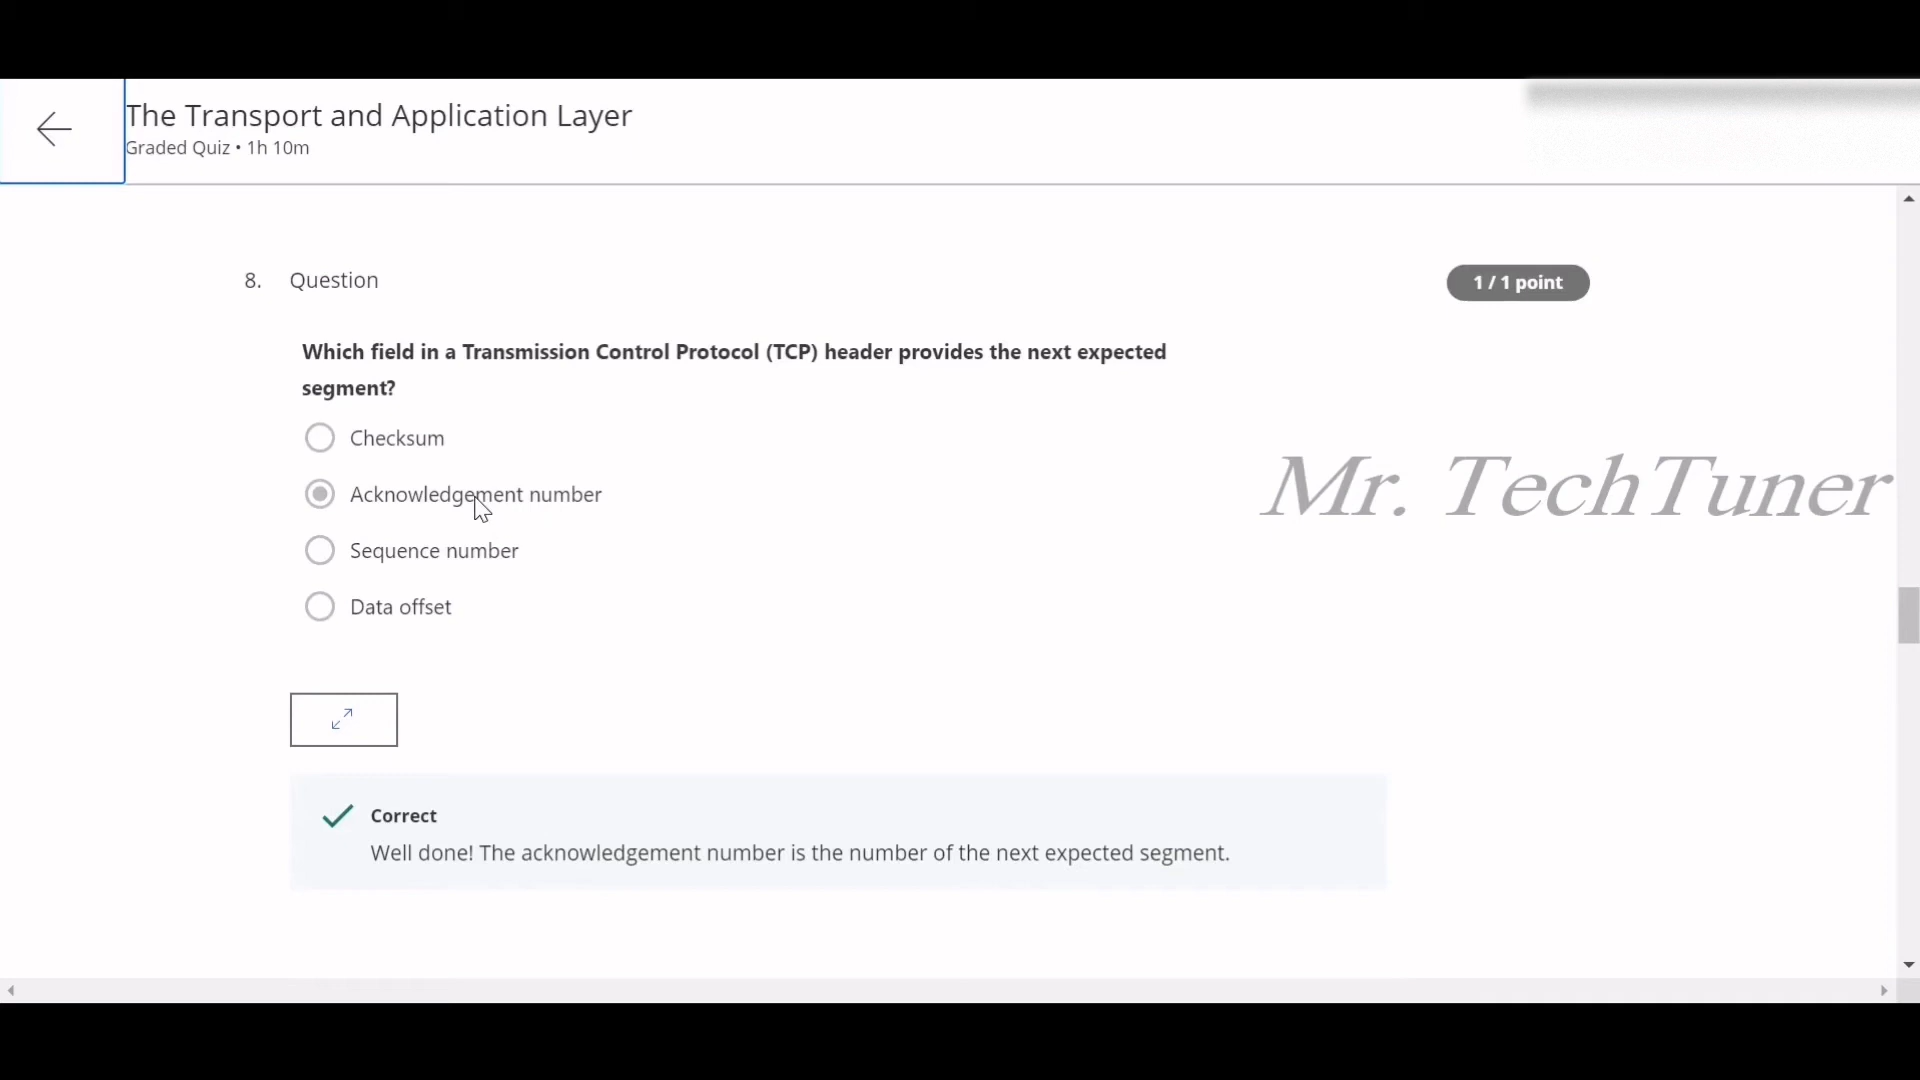 The Transport and Application Layer
Graded Quiz • 1h 10m
8. Question
1 / 1 point
Which field in a Transmission Control Protocol (TCP) header provides the next expected
segment?
Checksum
Acknowledgement number
Mr. TechTuner
Sequence number
Data offset
Correct
Well done! The acknowledgement number is the number of the next expected segment.